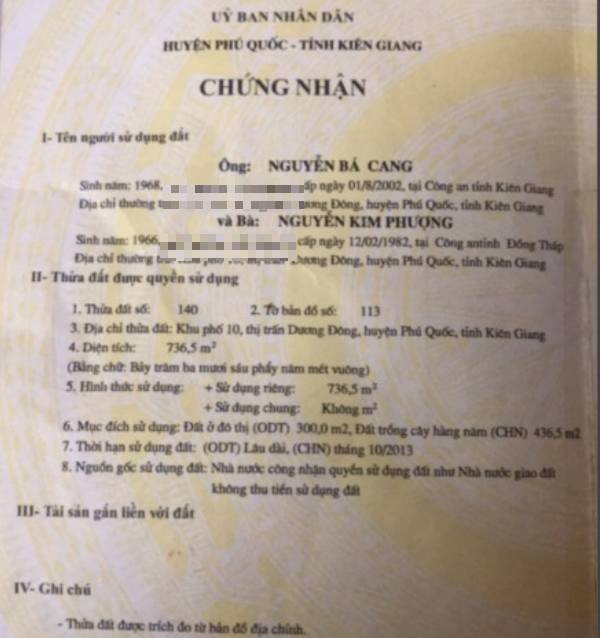 UỶ BAN NHÂN DÂN
HUYỆN PHÚ QUỐC - TỈNH KIÊN GIANG
CHỨNG NHẬN
I- Tên người sử dụng đất
Ông: NGUYỄN BÁ CANG
Sinh năm: 1968, cấp ngày 01/8/2002, tại Công an tỉnh Kiên Giang
Địa chỉ thường Dương Đông, huyện Phú Quốc, tỉnh Kiên Giang
và Bà: NGUYỄN KIM PHƯỢNG
Sinh năm: 1966, cấp ngày 12/02/1982, tại Công antỉnh Đồng Tháp
Địa chỉ thường Dương Đông, huyện Phú Quốc, tỉnh Kiên Giang
II- Thửa đất được quyền sử dụng
1. Thửa đất số: 140 2. Tờ bản đồ số: 113
3. Địa chỉ thửa đất: Khu phố 10, thị trấn Dương Đông, huyện Phú Quốc, tỉnh Kiên Giang
4. Diện tích: 736,5 m²
(Bằng chữ: Bảy trăm ba mươi sáu phẩy năm mét vuông)
5. Hình thức sử dụng: + Sử dụng riêng: 736,5 m²
+ Sử dụng chung: Không m²
6. Mục đích sử dụng: Đất ở đô thị (ODT) 300,0 m2, Đất trồng cây hàng năm (CHN) 436,5 m2
7. Thời hạn sử dụng đất: (ODT) Lâu dài, (CHN) tháng 10/2013
8. Nguồn gốc sử dụng đất: Nhà nước công nhận quyền sử dụng đất như Nhà nước giao đất
không thu tiền sử dụng đất
III- Tài sản gắn liền với đất
IV- Ghi chú
- Thửa đất được trích đo từ bản đồ địa chính.